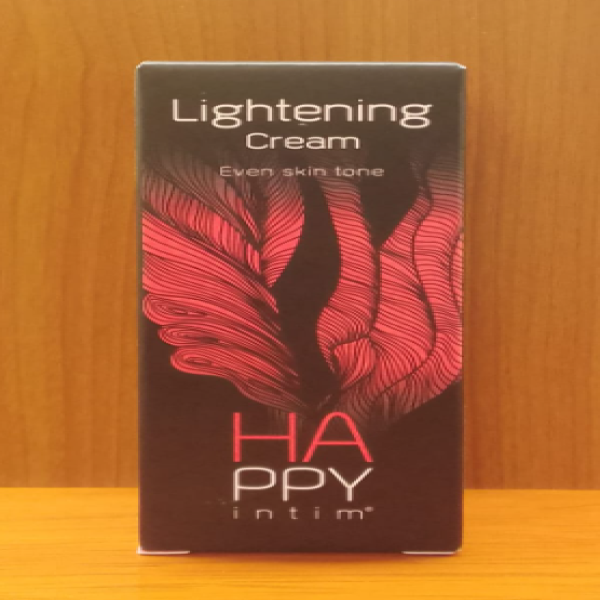 Lightening
Cream
Even skin tone
HA
PPY
intim®